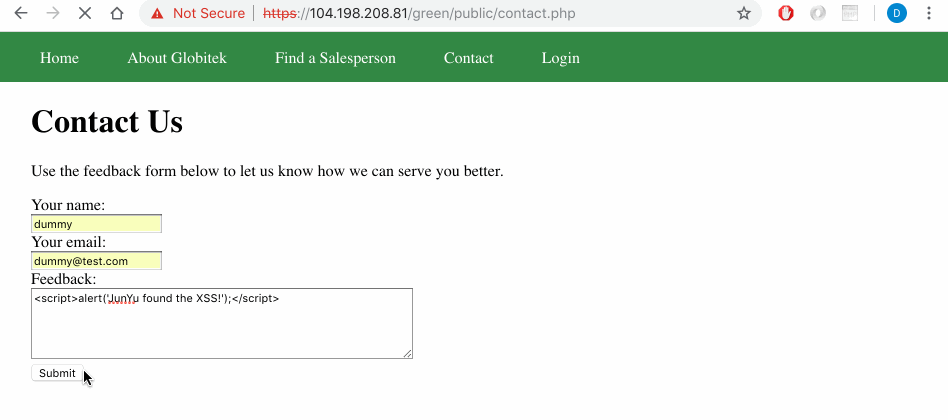 Not Secure https://104.198.208.81/green/public/contact.php D
Home About Globitek Find a Salesperson Contact Login
Contact Us
Use the feedback form below to let us know how we can serve you better.
Your name:
dummy
Your email:
dummy@test.com
Feedback:
<script>alert('JunYu found the XSS!');</script>
Submit